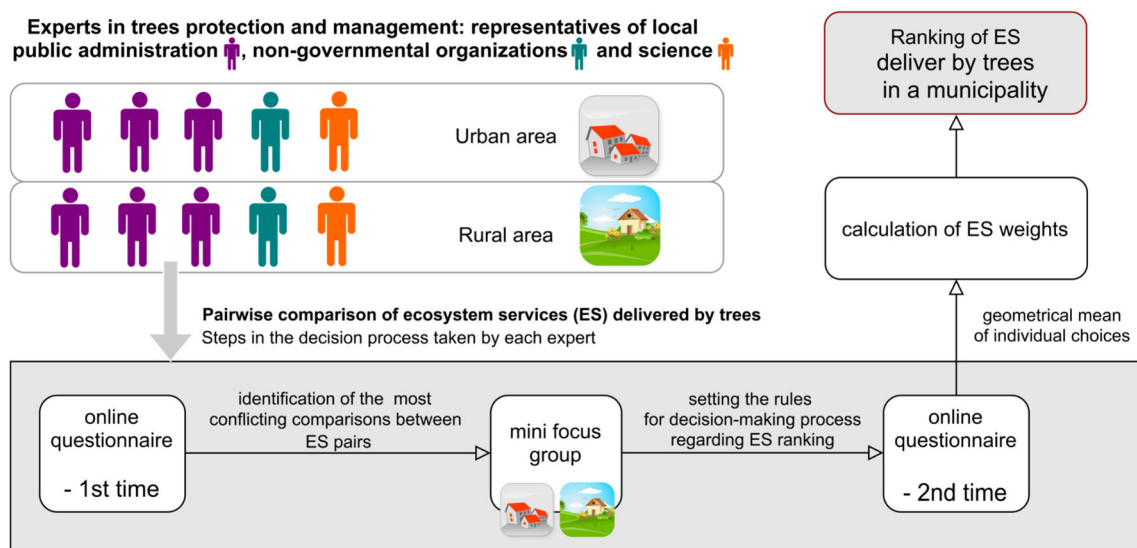 Experts in trees protection and management: representatives of local
public administration , non-governmental organizations and science
Urban area
Rural area
Pairwise comparison of ecosystem services (ES) delivered by trees
Steps in the decision process taken by each expert
online
questionnaire
- 1st time
identification of the most
conflicting comparisons between
ES pairs
mini focus
group
setting the rules
for decision-making process
regarding ES ranking
online
questionnaire
- 2nd time
geometrical mean
of individual choices
calculation of ES weights
Ranking of ES
deliver by trees
in a municipality